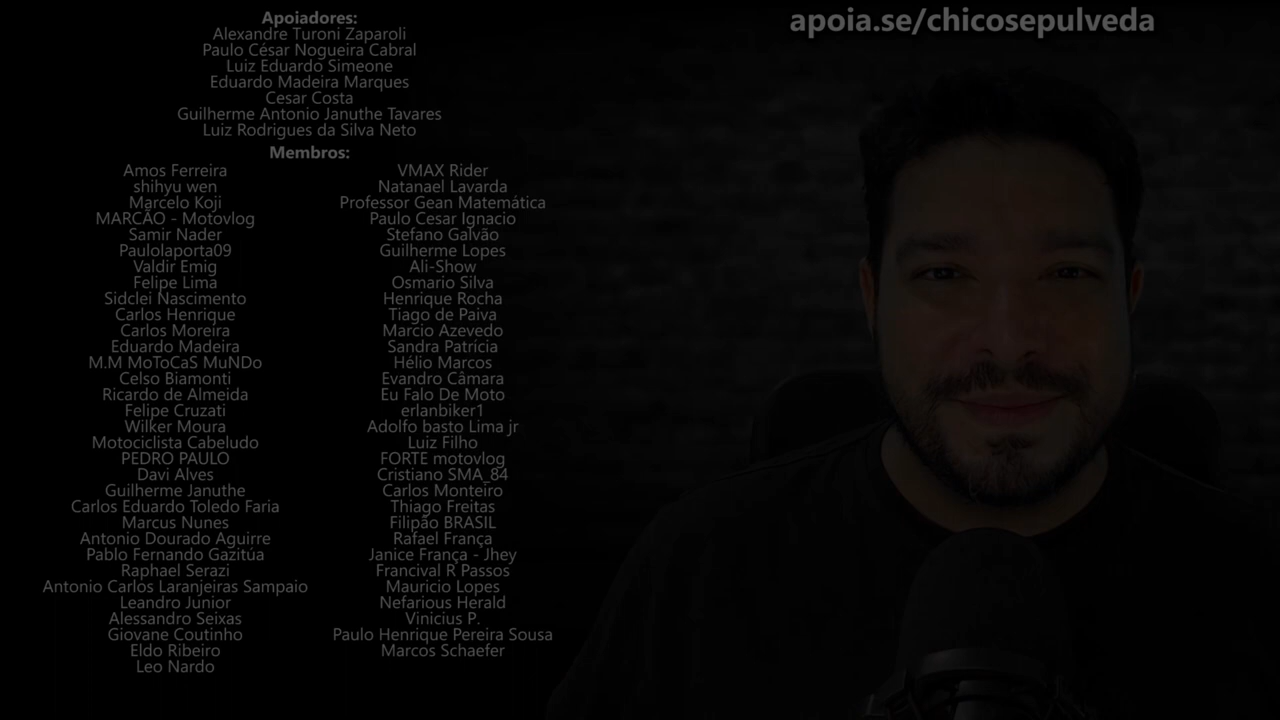 Apoiadores:
Alexandre Turoni Zaparoli
Paulo César Nogueira Cabral
Luiz Eduardo Simeone
Eduardo Madeira Marques
Cesar Costa
Guilherme Antonio Januthe Tavares
Luiz Rodrigues da Silva Neto
Membros:
Amos Ferreira
shihyu wen
Marcelo Koji
MARCÃO - Motovlog
Samir Nader
Paulolaporta09
Valdir Emig
Felipe Lima
Sidclei Nascimento
Carlos Henrique
Carlos Moreira
Eduardo Madeira
M.M MoToCaS MuNDo
Celso Biamonti
Ricardo de Almeida
Felipe Cruzati
Wilker Moura
Motociclista Cabeludo
PEDRO PAULO
Davi Alves
Guilherme Januthe
Carlos Eduardo Toledo Faria
Marcus Nunes
Antonio Dourado Aguirre
Pablo Fernando Gazitúa
Raphael Serazi
Antonio Carlos Laranjeiras Sampaio
Leandro Junior
Alessandro Seixas
Giovane Coutinho
Eldo Ribeiro
Leo Nardo
VMAX Rider
Natanael Lavarda
Professor Gean Matemática
Paulo Cesar Ignacio
Stefano Galvão
Guilherme Lopes
Ali-Show
Osmario Silva
Henrique Rocha
Tiago de Paiva
Marcio Azevedo
Sandra Patrícia
Hélio Marcos
Evandro Câmara
Eu Falo De Moto
erlanbiker1
Adolfo basto Lima jr
Luiz Filho
FORTE motovlog
Cristiano SMA_84
Carlos Monteiro
Thiago Freitas
Filipão BRASIL
Rafael França
Janice França - Jhey
Francival R Passos
Mauricio Lopes
Nefarious Herald
Vinicius P.
Paulo Henrique Pereira Sousa
Marcos Schaefer
apoia.se/chicosepulveda